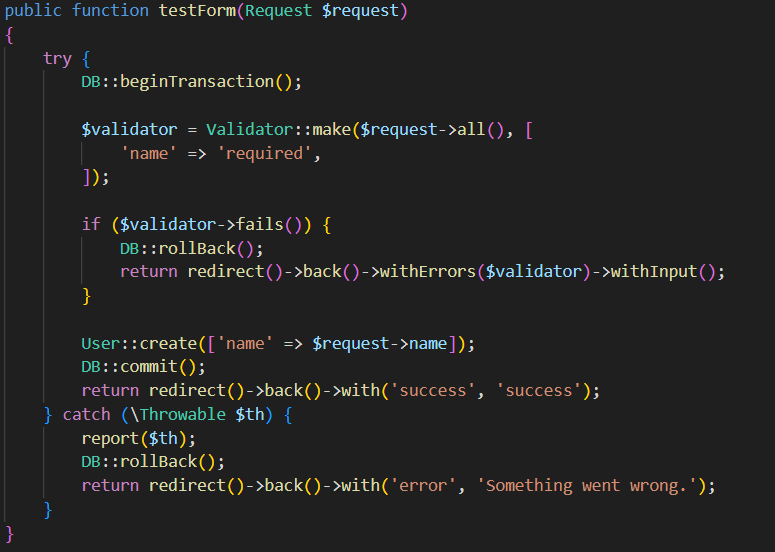 public function testForm(Request $request)
{
    try {
        DB::beginTransaction();

        $validator = Validator::make($request->all(), [
            'name' => 'required',
        ]);

        if ($validator->fails()) {
            DB::rollBack();
            return redirect()->back()->withErrors($validator)->withInput();
        }

        User::create(['name' => $request->name]);
        DB::commit();
        return redirect()->back()->with('success', 'success');
    } catch (\Throwable $th) {
        report($th);
        DB::rollBack();
        return redirect()->back()->with('error', 'Something went wrong.');
    }
}